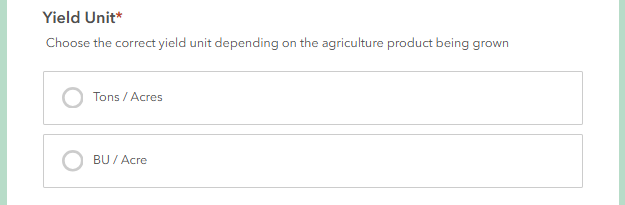 Yield Unit*
Choose the correct yield unit depending on the agriculture product being grown
Tons / Acres
BU / Acre